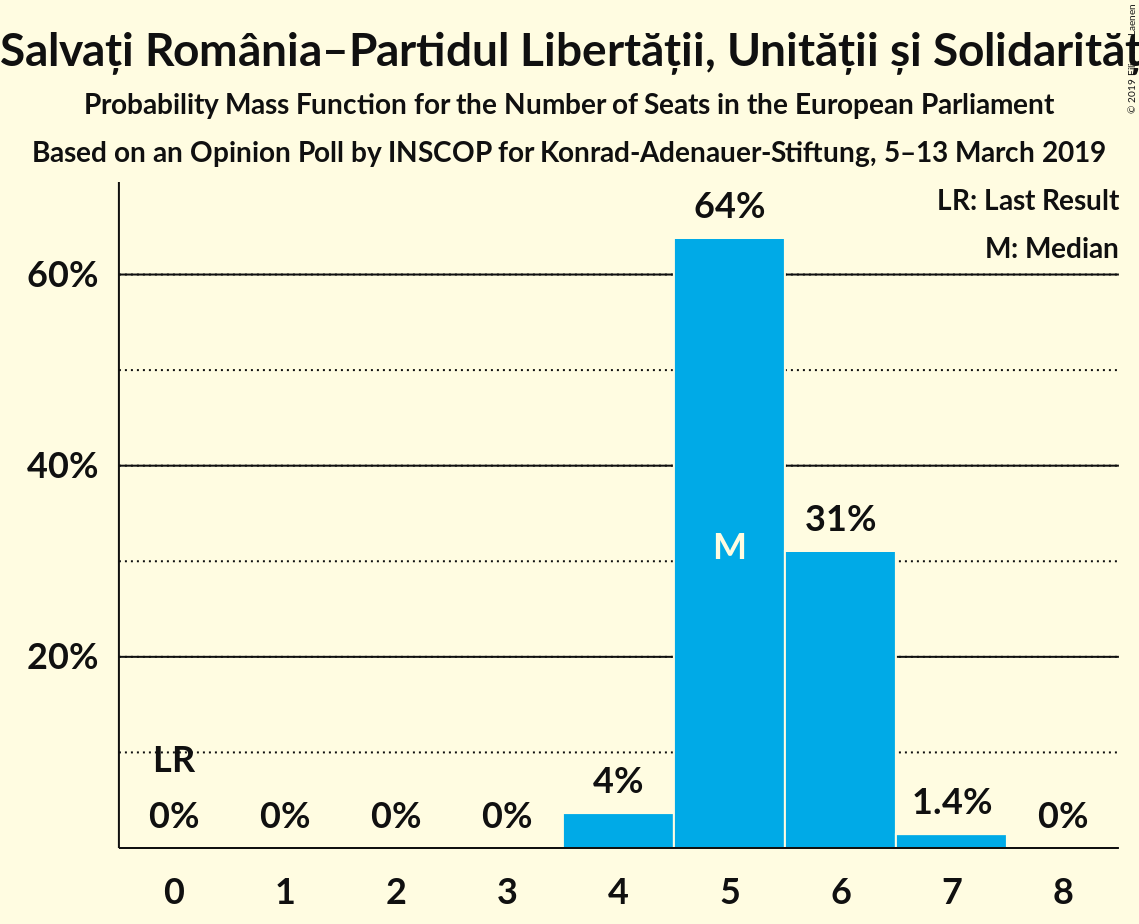 Salvați România–Partidul Libertății, Unității și Solidarităț
Probability Mass Function for the Number of Seats in the European Parliament
Based on an Opinion Poll by INSCOP for Konrad-Adenauer-Stiftung, 5–13 March 2019
© 2019
LR: Last Result
M: Median
60%
40%
20%
64%
31%
M
LR
4%
1.4%
0% 0% 0% 0% 0%
0 1 2 3 4 5 6 7 8